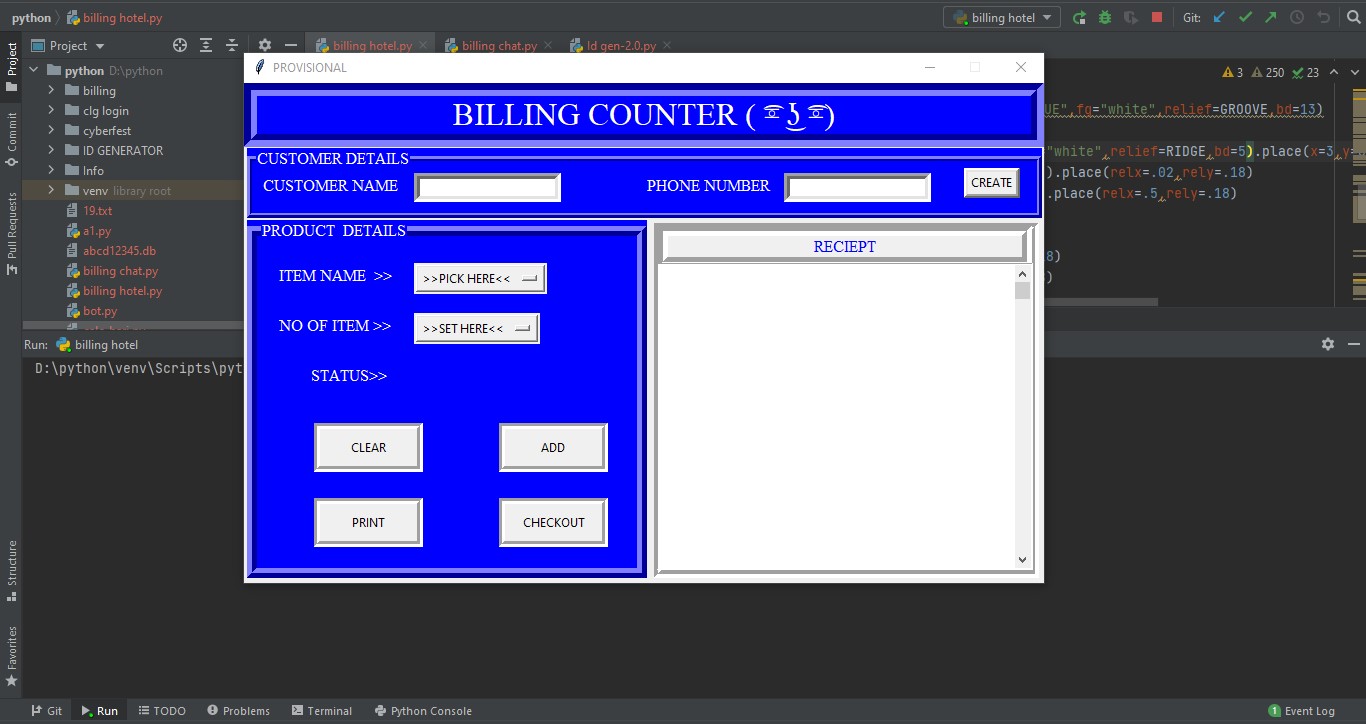 python
billing hotel.py
billing hotel
Git:
Project
Project
billing hotel.py
billing chat.py
Id gen-2.0.py
python D:\python
billing
clg login
cyberfest
ID GENERATOR
Info
venv library root
19.txt
a1.py
abcd12345.db
billing chat.py
billing hotel.py
bot.py
Commit
Pull Requests
Structure
Favorites
3 250 23
UE",fg="white",relief=GROOVE,bd=13)
"white",relief=RIDGE,bd=5).place(x=3,y=
).place(relx=.02,rely=.18)
.place(relx=.5,rely=.18)
8)
)
PROVISIONAL
BILLING COUNTER ( ͡° ͜ʖ ͡°)
CUSTOMER DETAILS
CUSTOMER NAME
PHONE NUMBER
CREATE
PRODUCT DETAILS
ITEM NAME >>
>>PICK HERE<<
NO OF ITEM >>
>>SET HERE<<
STATUS>>
CLEAR
ADD
PRINT
CHECKOUT
RECIEPT
Run: billing hotel
D:\python\venv\Scripts\pyt
Git
Run
TODO
Problems
Terminal
Python Console
1 Event Log